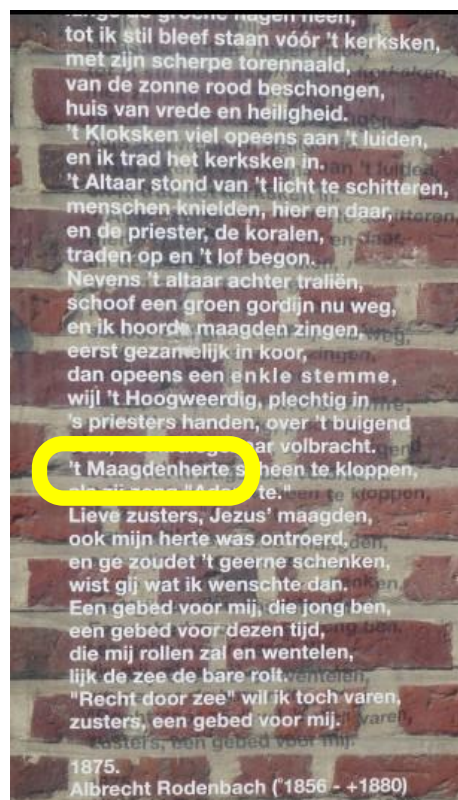 groene hagen heen,
tot ik stil bleef staan vóór 't kerksken,
met zijn scherpe torennaald,
van de zonne rood beschongen,
huis van vrede en heiligheid.
't Kloksken viel opeens aan 't luiden,
en ik trad het kerksken in.
't Altaar stond van 't licht te schitteren,
menschen knielden, hier en daar,
en de priester, de koralen,
traden op en 't lof begon.
Nevens 't altaar achter traliën,
schoof een groen gordijn nu weg,
en ik hoorde maagden zingen,
eerst gezamelijk in koor,
dan opeens een enkle stemme,
wijl 't Hoogweerdig, plechtig in
's priesters handen, over 't buigend
volbracht.
't Maagdenherte scheen te kloppen,
te."
Lieve zusters, Jezus' maagden,
ook mijn herte was ontroerd,
en ge zoudet 't geerne schenken,
wist gij wat ik wenschte dan.
Een gebed voor mij, die jong ben,
een gebed voor dezen tijd,
die mij rollen zal en wentelen,
lijk de zee de bare rolt.
"Recht door zee" wil ik toch varen,
zusters, een gebed voor mij.
1875.
Albrecht Rodenbach (°1856 - +1880)